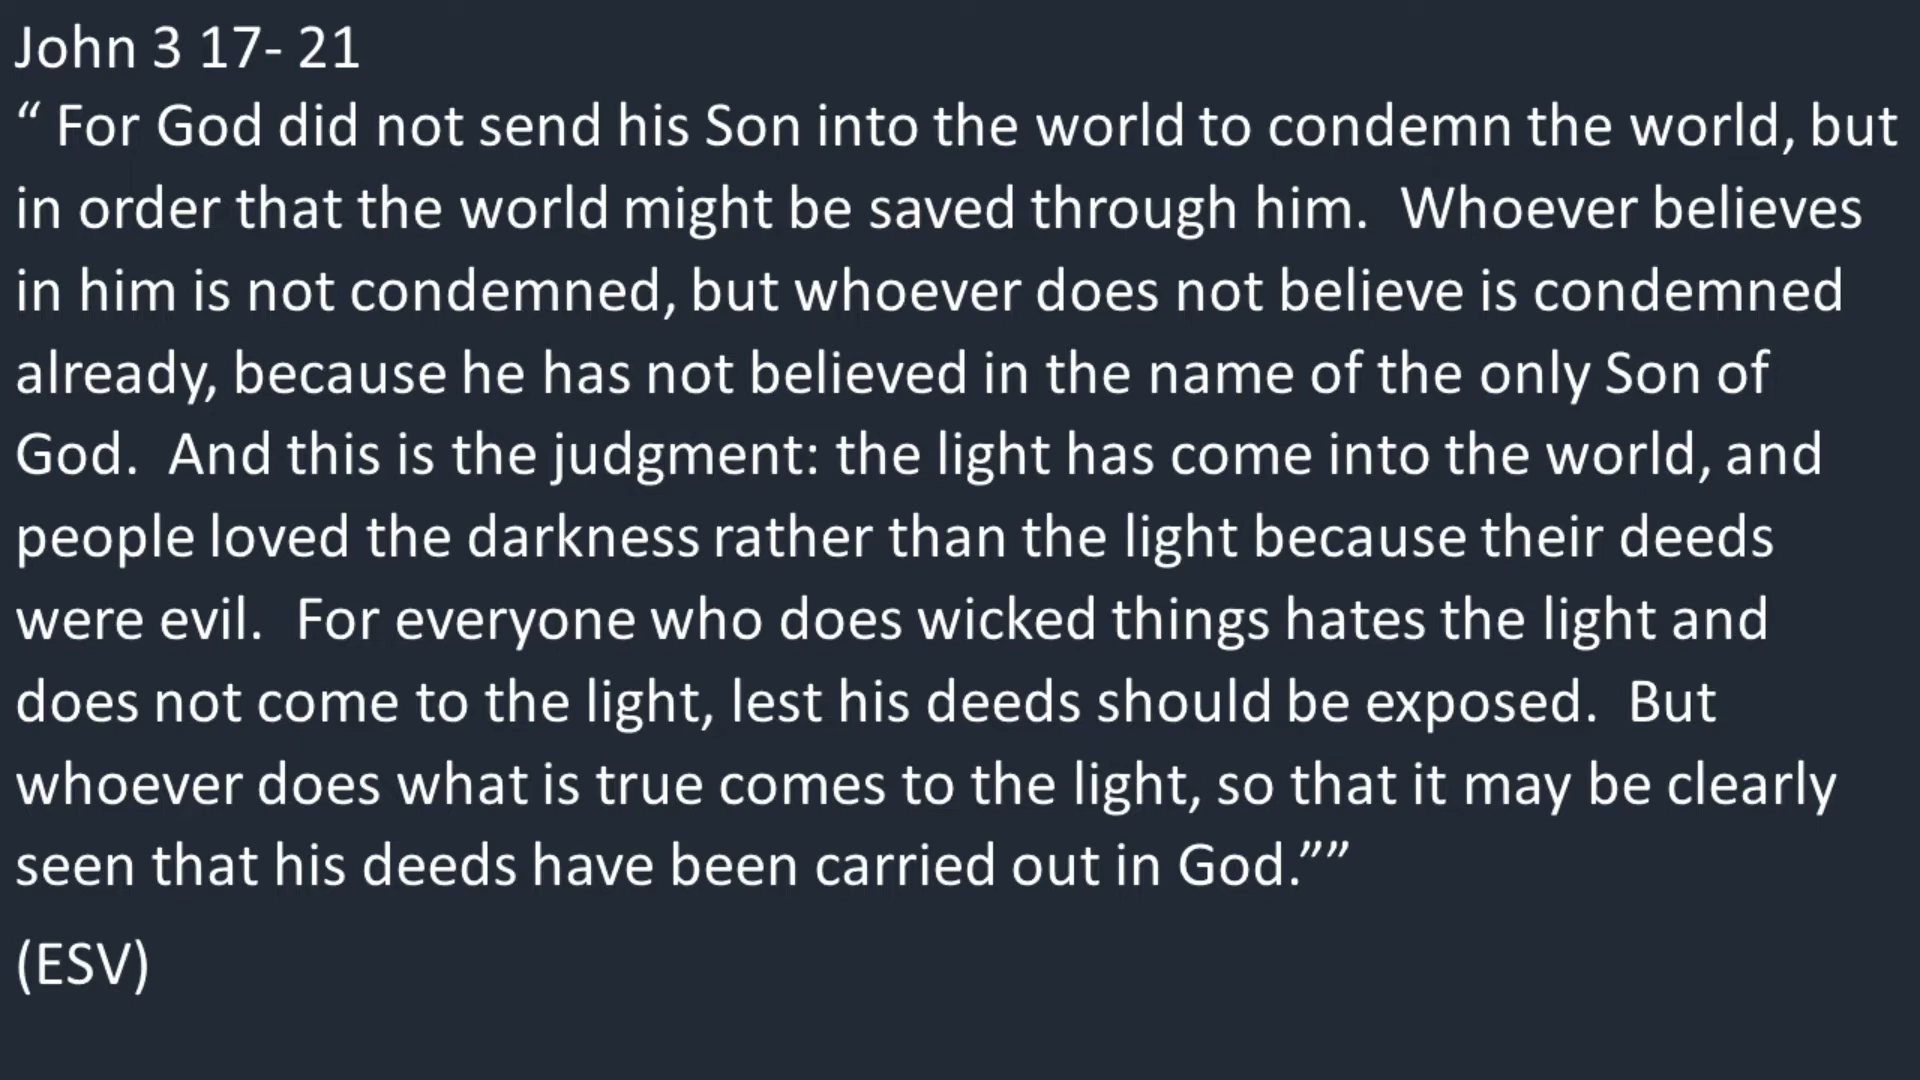 John 3 17- 21
“ For God did not send his Son into the world to condemn the world, but
in order that the world might be saved through him.  Whoever believes
in him is not condemned, but whoever does not believe is condemned
already, because he has not believed in the name of the only Son of
God.  And this is the judgment: the light has come into the world, and
people loved the darkness rather than the light because their deeds
were evil.  For everyone who does wicked things hates the light and
does not come to the light, lest his deeds should be exposed.  But
whoever does what is true comes to the light, so that it may be clearly
seen that his deeds have been carried out in God.””
(ESV)